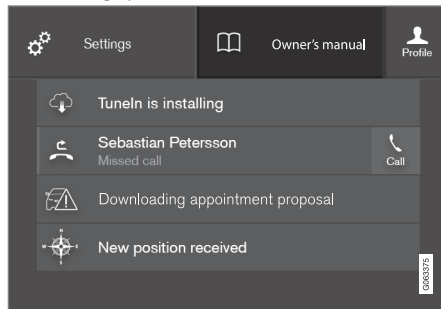 Settings
Owner's manual
Profile
TuneIn is installing
Sebastian Petersson
Missed call
Call
Downloading appointment proposal
N
W
E
S
New position received
G063375